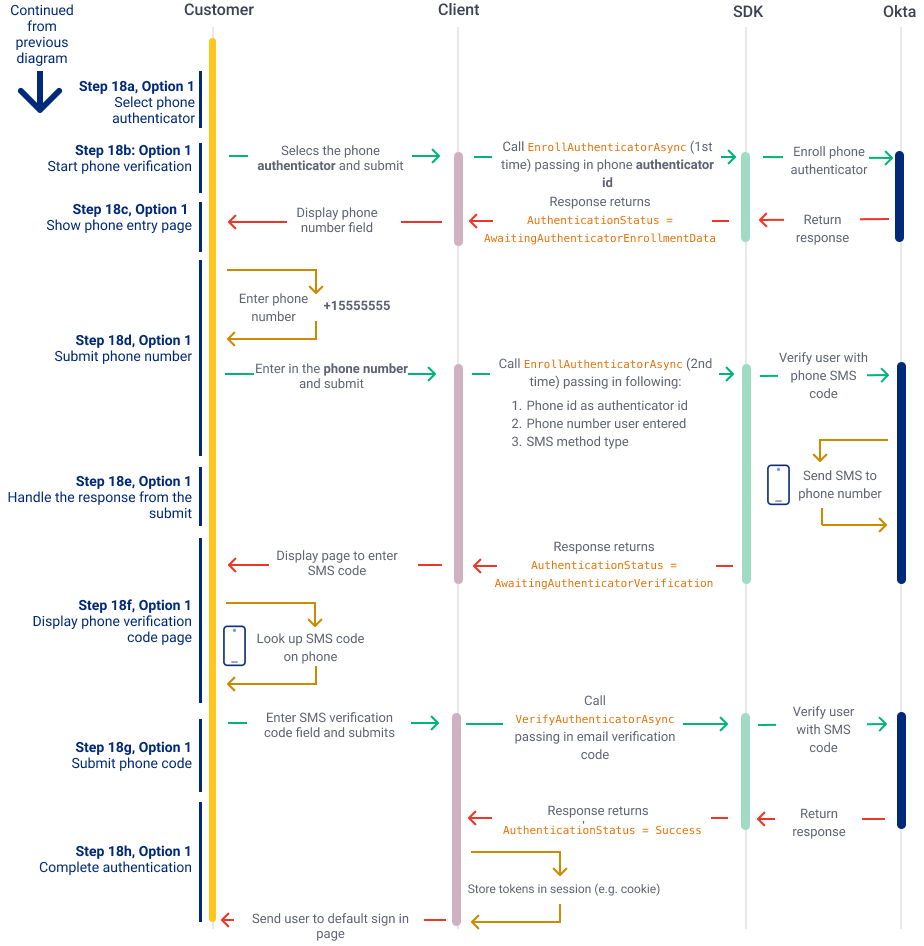 Continued
from
previous
diagram
Customer
Client
SDK
Okta
Step 18a, Option 1
Select phone
authenticator
Step 18b: Option 1
Start phone verification
Selecs the phone
authenticator and submit
Call EnrollAuthenticatorAsync (1st
time) passing in phone authenticator
id
Enroll phone
authenticator
Step 18c, Option 1
Show phone entry page
Display phone
number field
Response returns
AuthenticationStatus =
AwaitingAuthenticatorEnrollmentData
Return
response
Step 18d, Option 1
Submit phone number
Enter phone
number
+15555555
Enter in the phone number
and submit
Call EnrollAuthenticatorAsync (2nd
time) passing in following:
1. Phone id as authenticator id
2. Phone number user entered
3. SMS method type
Verify user with
phone SMS
code
Send SMS to
phone number
Step 18e, Option 1
Handle the response from the
submit
Display page to enter
SMS code
Response returns
AuthenticationStatus =
AwaitingAuthenticatorVerification
Step 18f, Option 1
Display phone verification
code page
Look up SMS code
on phone
Step 18g, Option 1
Submit phone code
Enter SMS verification
code field and submits
Call
VerifyAuthenticatorAsync
passing in email verification
code
Verify user
with SMS
code
Step 18h, Option 1
Complete authentication
Response returns
AuthenticationStatus = Success
Return
response
Store tokens in session (e.g. cookie)
Send user to default sign in
page